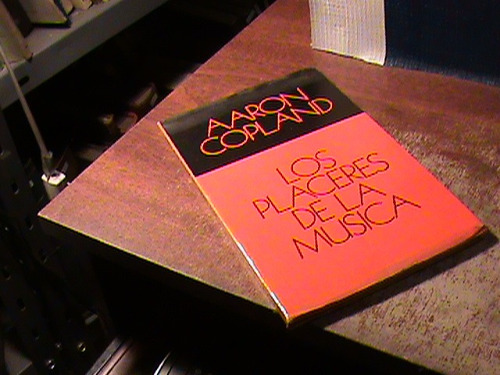 AARON
COPLAND
LOS
PLACERES
DE LA
MUSICA